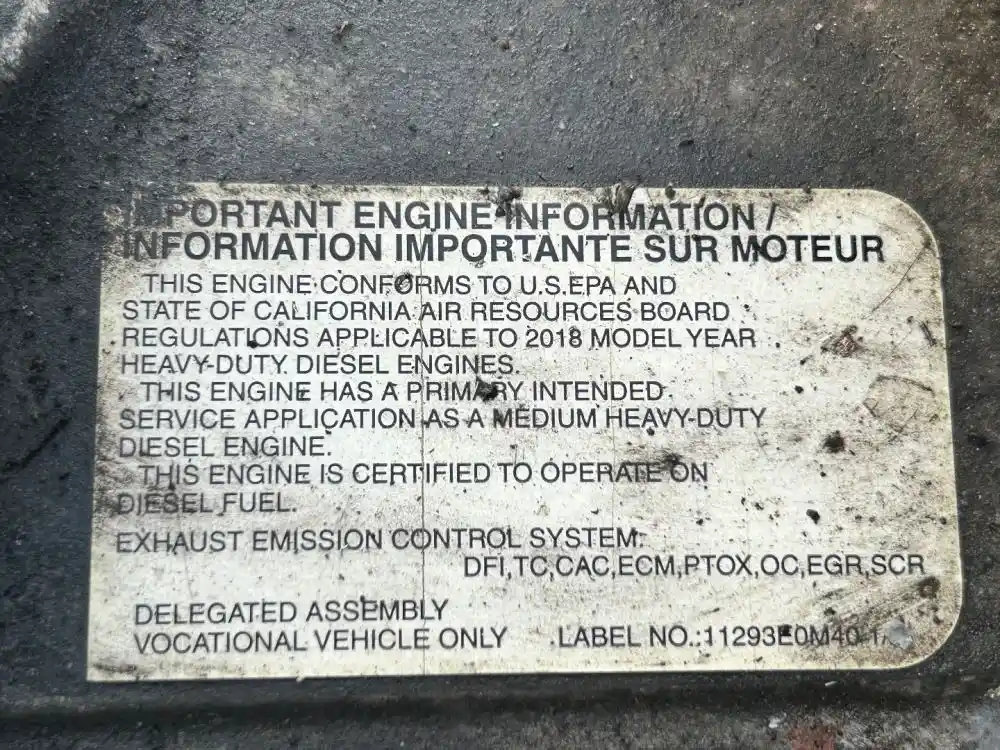 IMPORTANT ENGINE INFORMATION /
INFORMATION IMPORTANTE SUR MOTEUR
THIS ENGINE CONFORMS TO U.S.EPA AND
STATE OF CALIFORNIA AIR RESOURCES BOARD
REGULATIONS APPLICABLE TO 2018 MODEL YEAR
HEAVY-DUTY DIESEL ENGINES.
THIS ENGINE HAS A PRIMARY INTENDED
SERVICE APPLICATION AS A MEDIUM HEAVY-DUTY
DIESEL ENGINE.
THIS ENGINE IS CERTIFIED TO OPERATE ON
DIESEL FUEL.
EXHAUST EMISSION CONTROL SYSTEM:
DFI,TC,CAC,ECM,PTOX,OC,EGR,SCR
DELEGATED ASSEMBLY
VOCATIONAL VEHICLE ONLY LABEL NO.: